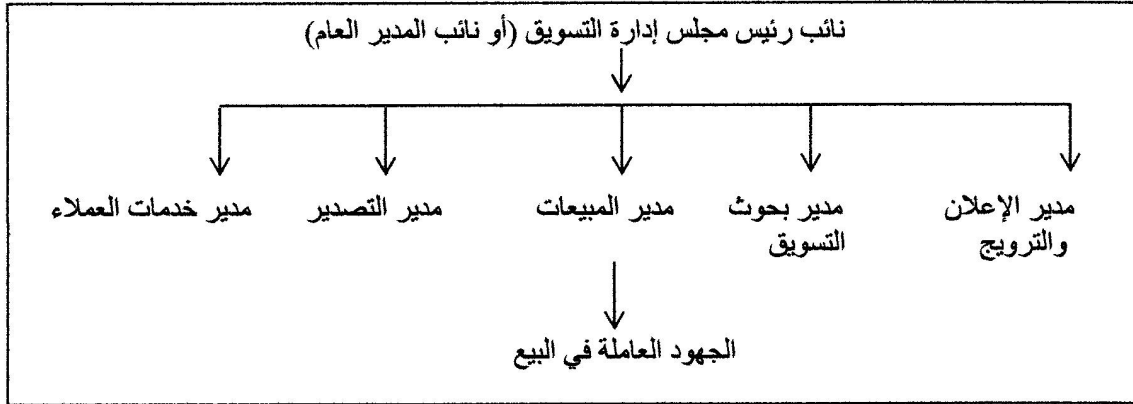 نائب رئيس مجلس إدارة التسويق (أو نائب المدير العام)
مدير الإعلان والترويج
مدير بحوث التسويق
مدير المبيعات
مدير التصدير
مدير خدمات العملاء
الجهود العاملة في البيع